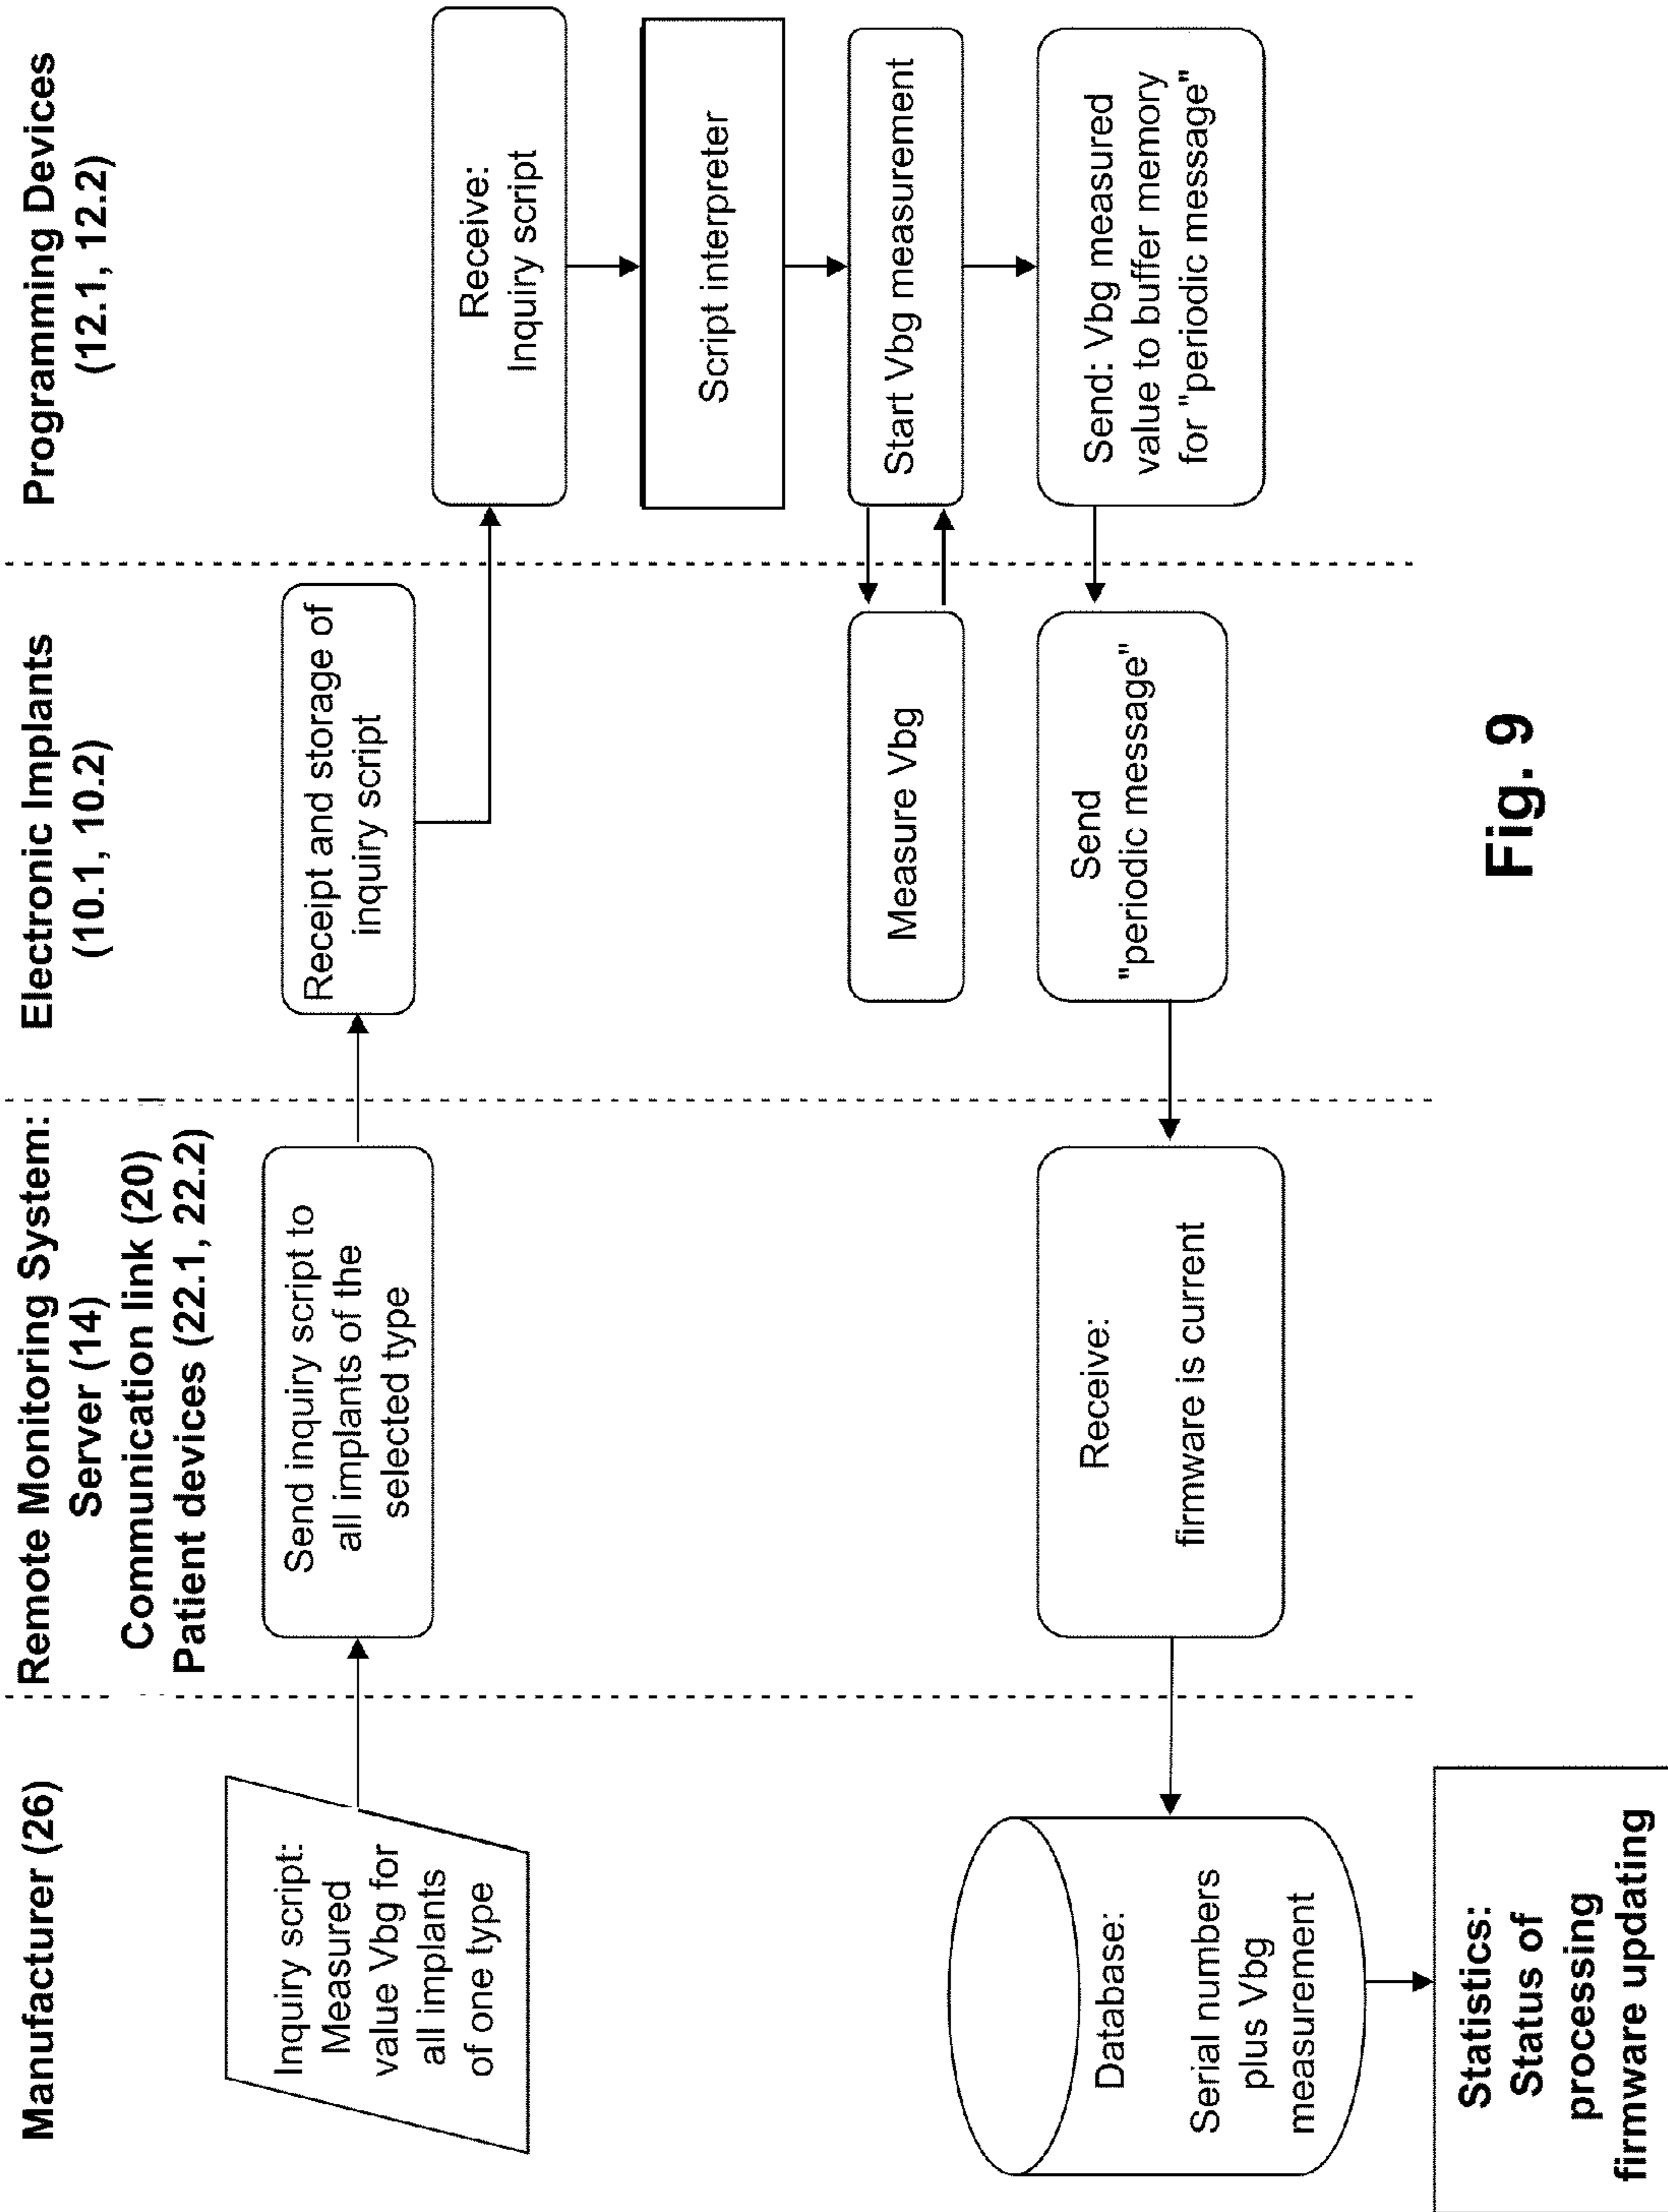 Manufacturer (26)
Remote Monitoring System:
Server (14)
Communication link (20)
Patient devices (22.1, 22.2)
Electronic Implants
(10.1, 10.2)
Programming Devices
(12.1, 12.2)
Inquiry script:
Measured
value Vbg for
all implants
of one type
Send inquiry script to
all implants of the
selected type
Receipt and storage of
inquiry script
Receive:
Inquiry script
Script interpreter
Start Vbg measurement
Measure Vbg
Send: Vbg measured
value to buffer memory
for "periodic message"
Send
"periodic message"
Receive:
firmware is current
Database:
Serial numbers
plus Vbg
measurement
Statistics:
Status of
processing
firmware updating
Fig. 9